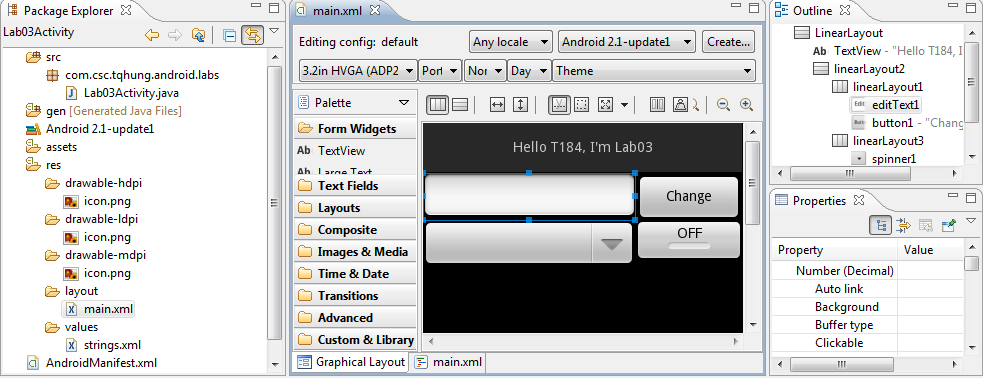 Package Explorer
Lab03Activity
src
com.csc.tqhung.android.labs
Lab03Activity.java
gen [Generated Java Files]
Android 2.1-update1
assets
res
drawable-hdpi
icon.png
drawable-ldpi
icon.png
drawable-mdpi
icon.png
layout
main.xml
values
strings.xml
AndroidManifest.xml
main.xml
Editing config: default
Any locale
Android 2.1-update1
Create...
3.2in HVGA (ADP2
Port
Nor
Day
Theme
Palette
Form Widgets
Ab TextView
Ab Large Text
Text Fields
Layouts
Composite
Images & Media
Time & Date
Transitions
Advanced
Custom & Library
Hello T184, I'm Lab03
Change
OFF
Graphical Layout
main.xml
Outline
LinearLayout
Ab TextView - "Hello T184, I
linearLayout2
linearLayout1
editText1
button1 - "Chang
linearLayout3
spinner1
Properties
Property Value
Number (Decimal)
Auto link
Background
Buffer type
Clickable